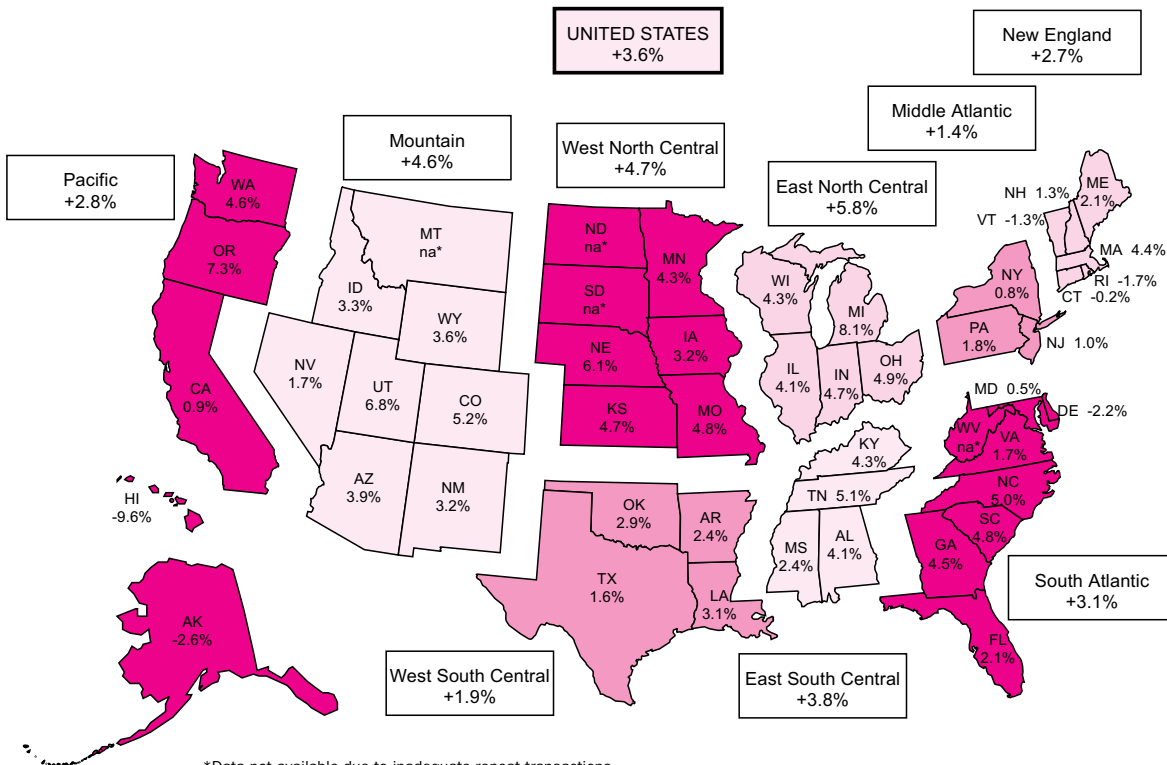 UNITED STATES
+3.6%
New England
+2.7%
Middle Atlantic
+1.4%
Mountain
+4.6%
West North Central
+4.7%
East North Central
+5.8%
Pacific
+2.8%
WA
4.6%
OR
7.3%
CA
0.9%
HI
-9.6%
AK
-2.6%
MT
na*
ID
3.3%
WY
3.6%
NV
1.7%
UT
6.8%
CO
5.2%
AZ
3.9%
NM
3.2%
ND
na*
SD
na*
MN
4.3%
NE
6.1%
IA
3.2%
KS
4.7%
MO
4.8%
WI
4.3%
MI
8.1%
IL
4.1%
IN
4.7%
OH
4.9%
NH 1.3%
VT -1.3%
ME
2.1%
MA 4.4%
RI -1.7%
CT -0.2%
NY
0.8%
PA
1.8%
NJ 1.0%
MD 0.5%
DE -2.2%
WV
na*
VA
1.7%
NC
5.0%
SC
4.8%
GA
4.5%
FL
2.1%
KY
4.3%
TN 5.1%
MS
2.4%
AL
4.1%
OK
2.9%
AR
2.4%
TX
1.6%
LA
3.1%
South Atlantic
+3.1%
West South Central
+1.9%
East South Central
+3.8%
*Data not available due to inadequate repeat transactions